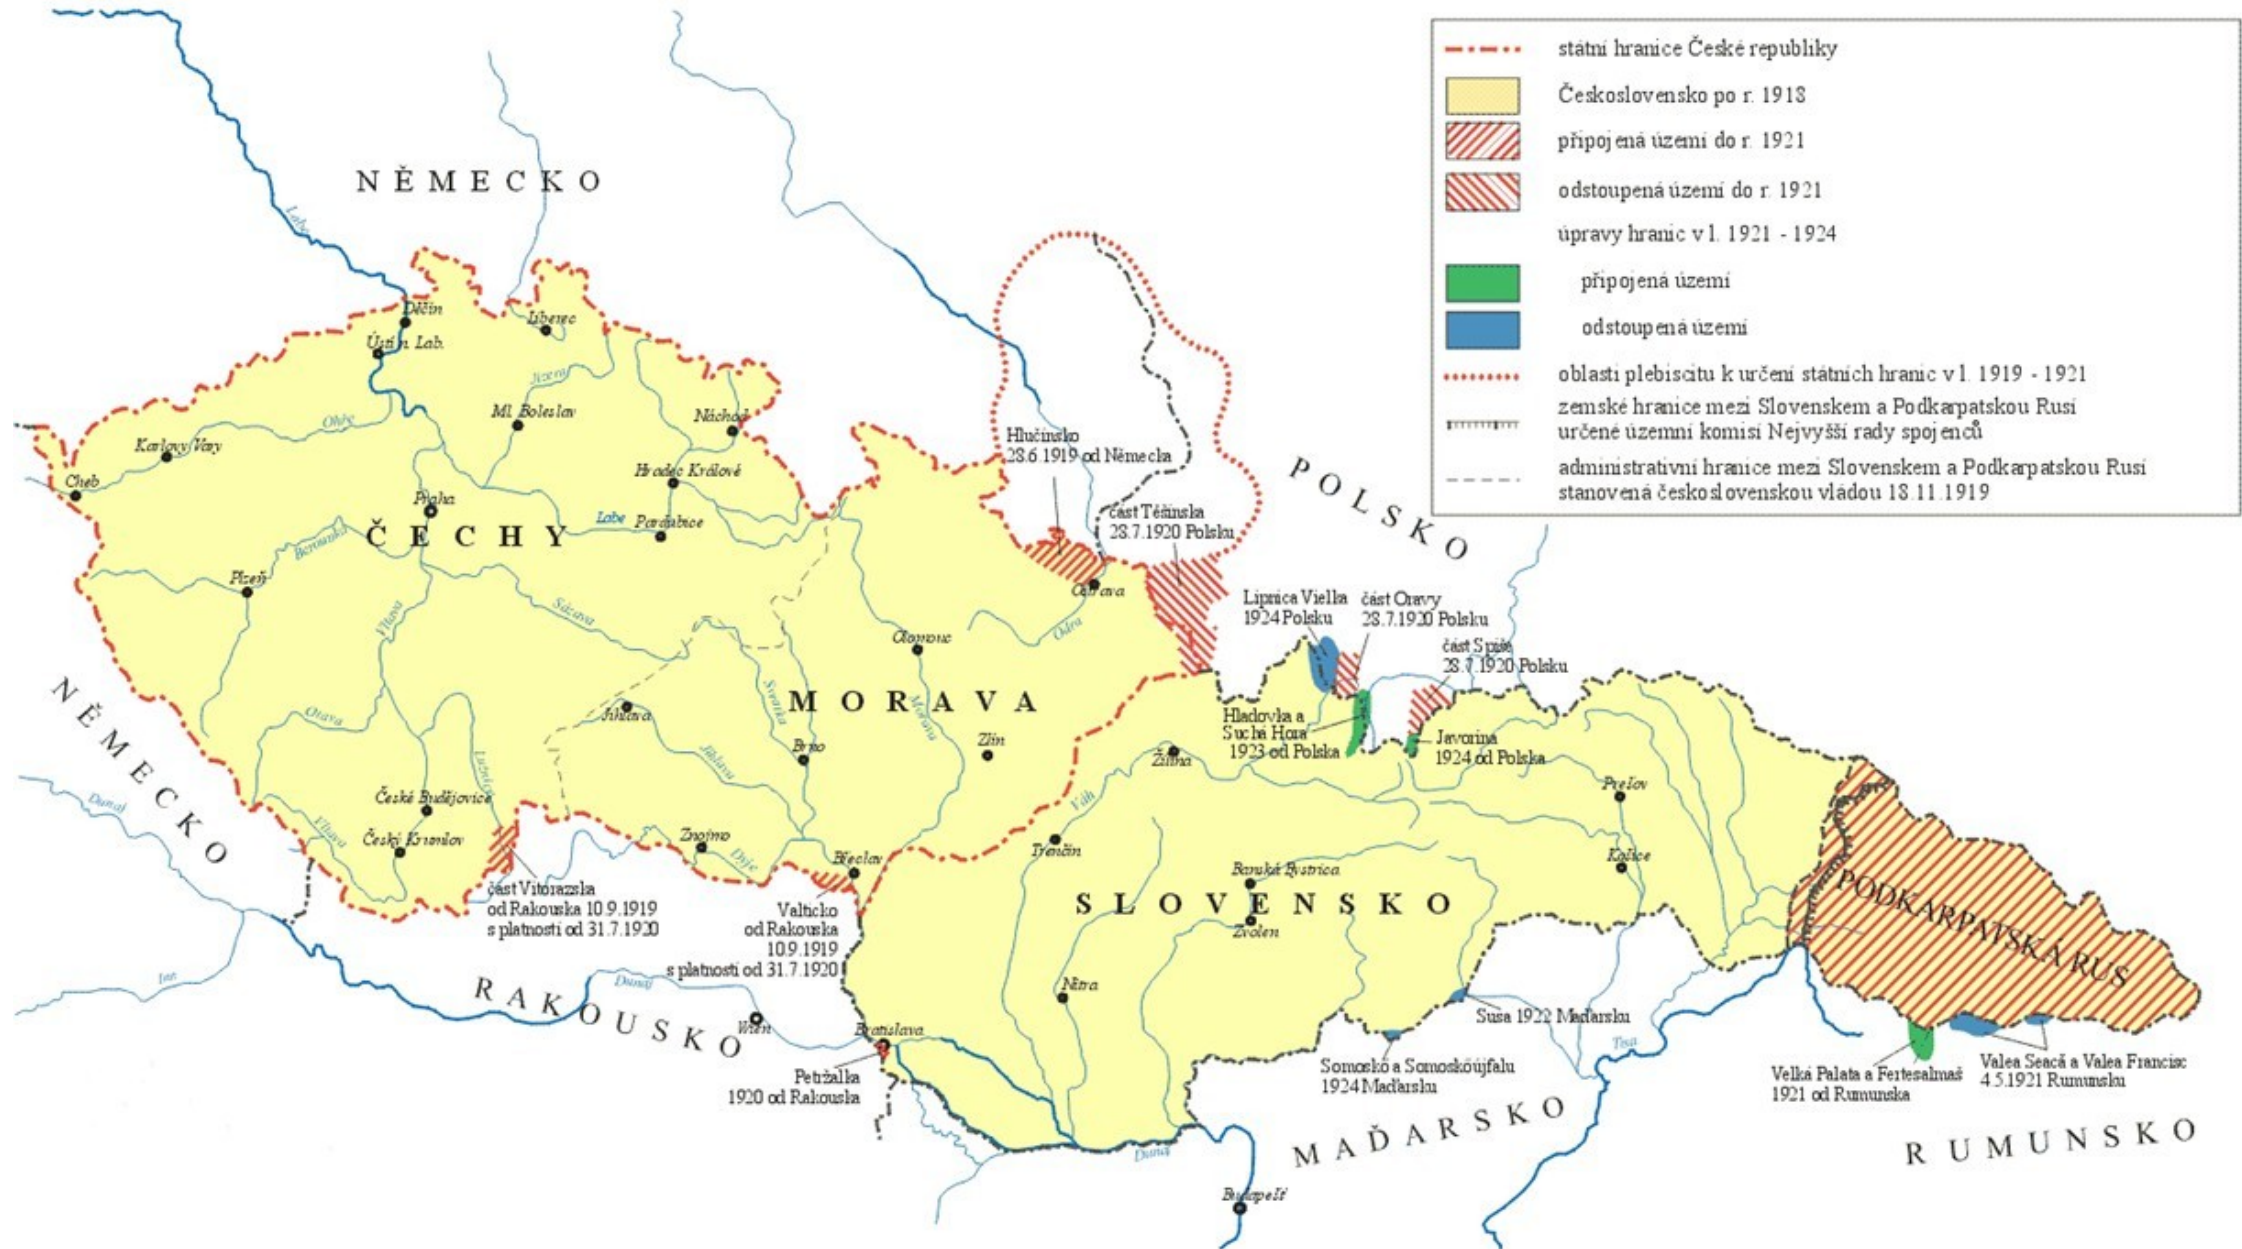 státní hranice České republiky
Československo po r. 1918
připojená území do r. 1921
odstoupená území do r. 1921
úpravy hranic v l. 1921 - 1924
připojená území
odstoupená území
oblasti plebiscitu k určení státních hranic v l. 1919 - 1921
zemské hranice mezi Slovenskem a Podkarpatskou Rusí
určené územní komisí Nejvyšší rady spojenců
administrativní hranice mezi Slovenskem a Podkarpatskou Rusí
stanovená československou vládou 18.11.1919
NĚMECKO
Labe
Děčín
Liberec
Ústí n. Lab.
Jizera
Ml. Boleslav
Náchod
Ohře
Karlovy Vary
Cheb
Hradec Králové
Praha
Labe
Pardubice
ČECHY
Berounka
Plzeň
Vltava
Sázava
Hlučínsko
28.6.1919 od Německa
část Těšínska
28.7.1920 Polsku
POLSKO
Ostrava
Odra
Olomouc
Lipnica Vielka
1924 Polsku
část Oravy
28.7.1920 Polsku
část Spiše
28.7.1920 Polsku
NĚMECKO
Otava
Lužnice
Jihlava
Svratka
MORAVA
Morava
Jihlava
Brno
Zlín
Hladovka a
Suchá Hora
1923 od Polska
Javorina
1924 od Polska
Žilina
Váh
Prešov
Dunaj
České Budějovice
Vltava
Český Krumlov
Znojmo
Dyje
Břeclav
Trenčín
Košice
část Vitorazska
od Rakouska 10.9.1919
s platností od 31.7.1920
Valticko
od Rakouska
10.9.1919
s platností od 31.7.1920
Banská Bystrica
SLOVENSKO
Zvolen
PODKARPATSKÁ RUS
Inn
RAKOUSKO
Dunaj
Wien
Nitra
Bratislava
Petržalka
1920 od Rakouska
Susa 1922 Maďarsku
Somoskö a Somosköújfalu
1924 Maďarsku
Tisa
Velká Palata a Fertesalmaš
1921 od Rumunska
Valea Seacă a Valea Francisc
4.5.1921 Rumunsku
MAĎARSKO
RUMUNSKO
Dunaj
Budapešť